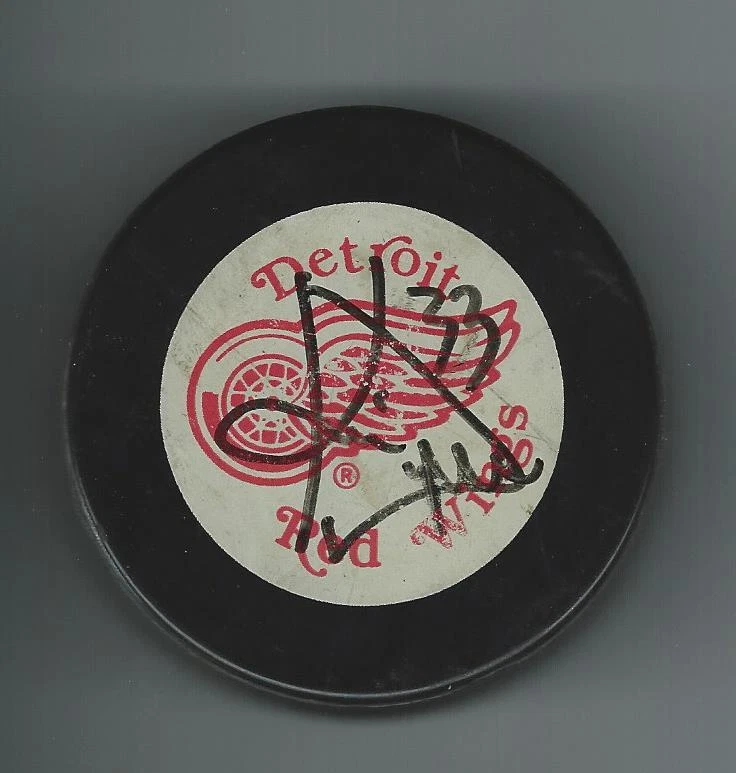 Detroit
33
®
Red Wings